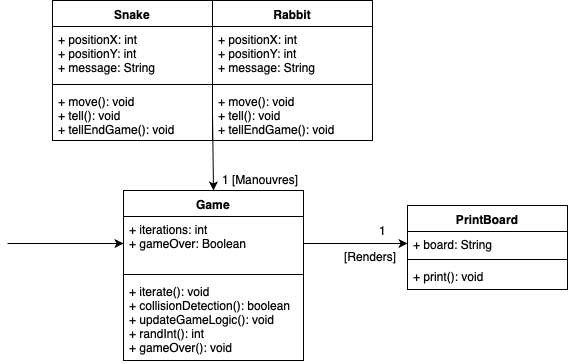 Snake
+ positionX: int
+ positionY: int
+ message: String
+ move(): void
+ tell(): void
+ tellEndGame(): void
Rabbit
+ positionX: int
+ positionY: int
+ message: String
+ move(): void
+ tell(): void
+ tellEndGame(): void
1 [Manouvres]
Game
+ iterations: int
+ gameOver: Boolean
+ iterate(): void
+ collisionDetection(): boolean
+ updateGameLogic(): void
+ randInt(): int
+ gameOver(): void
1
[Renders]
PrintBoard
+ board: String
+ print(): void